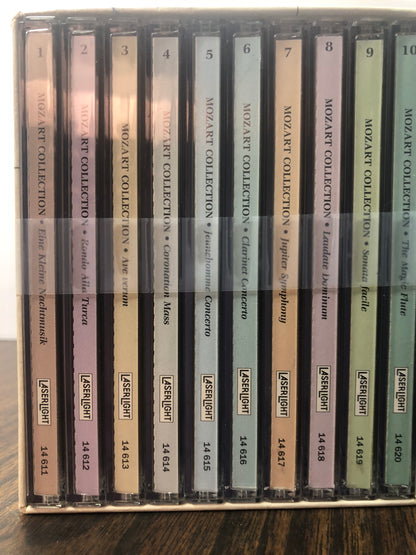 1 MOZART COLLECTION • Eine Kleine Nachtmusik LASERLIGHT 14 611
2 MOZART COLLECTION • Rondo Alla Turca LASERLIGHT 14 612
3 MOZART COLLECTION • Ave verum LASERLIGHT 14 613
4 MOZART COLLECTION • Coronation Mass LASERLIGHT 14 614
5 MOZART COLLECTION • Jeunehomme Concerto LASERLIGHT 14 615
6 MOZART COLLECTION • Clarinet Concerto LASERLIGHT 14 616
7 MOZART COLLECTION • Jupiter Symphony LASERLIGHT 14 617
8 MOZART COLLECTION • Laudate Dominum LASERLIGHT 14 618
9 MOZART COLLECTION • Sonata facile LASERLIGHT 14 619
10 MOZART COLLECTION • The Magic Flute LASERLIGHT 14 620